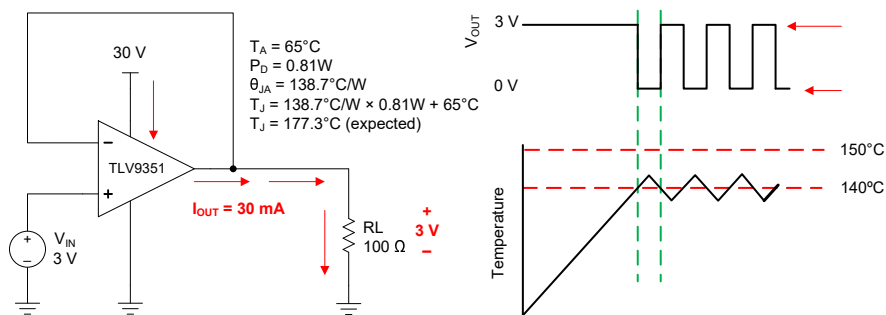 30 V
TLV9351
–
+
+
–
V_IN
3 V
T_A = 65°C
P_D = 0.81W
θ_JA = 138.7°C/W
T_J = 138.7°C/W × 0.81W + 65°C
T_J = 177.3°C (expected)
I_OUT = 30 mA
RL
100 Ω
+
3 V
–
V_OUT
3 V
0 V
Temperature
150°C
140ºC